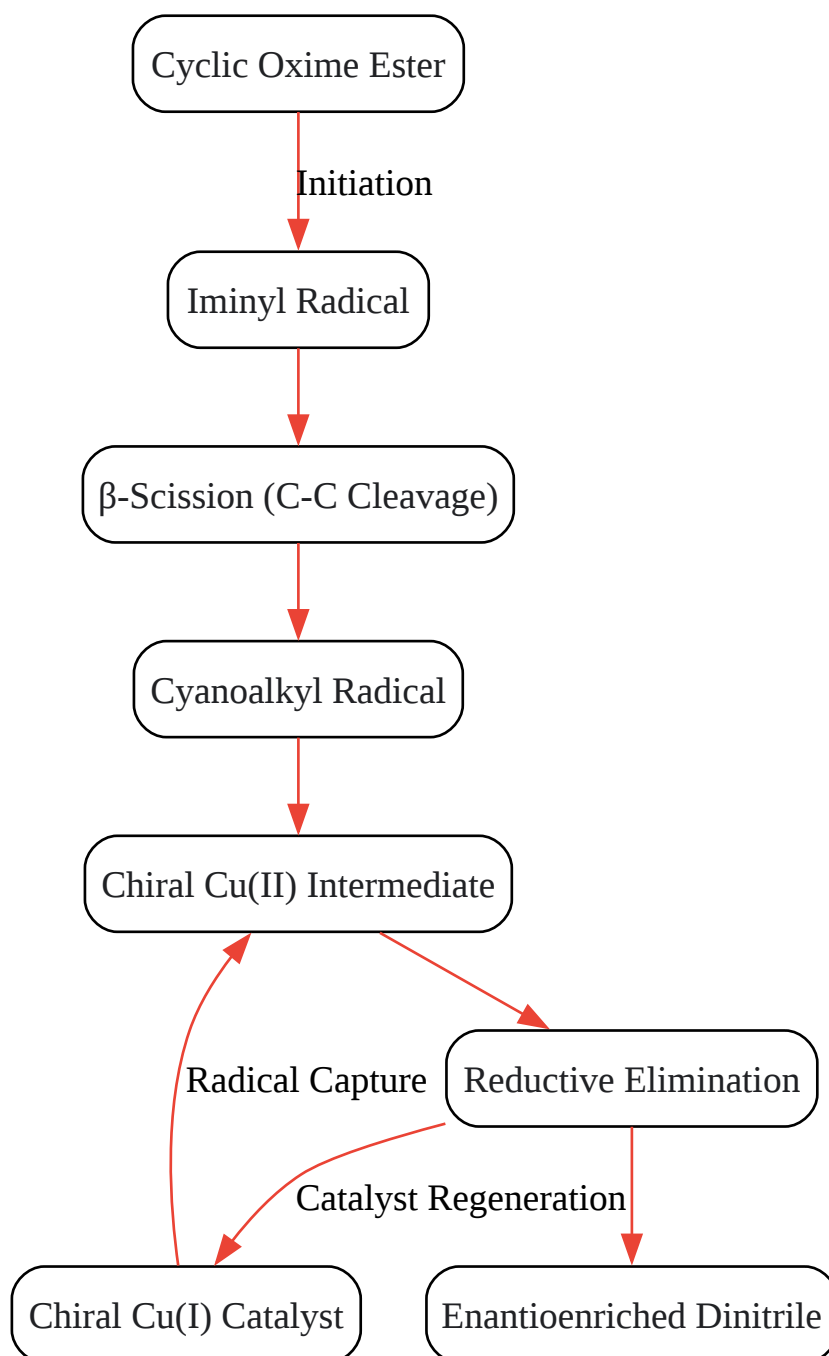 Cyclic Oxime Ester
Initiation
Iminyl Radical
β-Scission (C-C Cleavage)
Cyanoalkyl Radical
Chiral Cu(II) Intermediate
Radical Capture
Reductive Elimination
Catalyst Regeneration
Chiral Cu(I) Catalyst
Enantioenriched Dinitrile